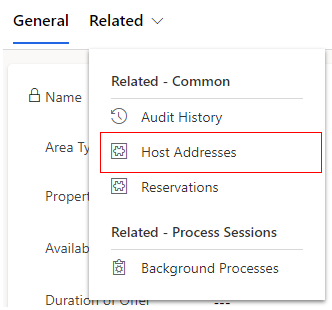 General
Related
Related - Common
Name
Audit History
Area Ty
Host Addresses
Propert
Reservations
Related - Process Sessions
Availab
Background Processes
Duration of Offer
---